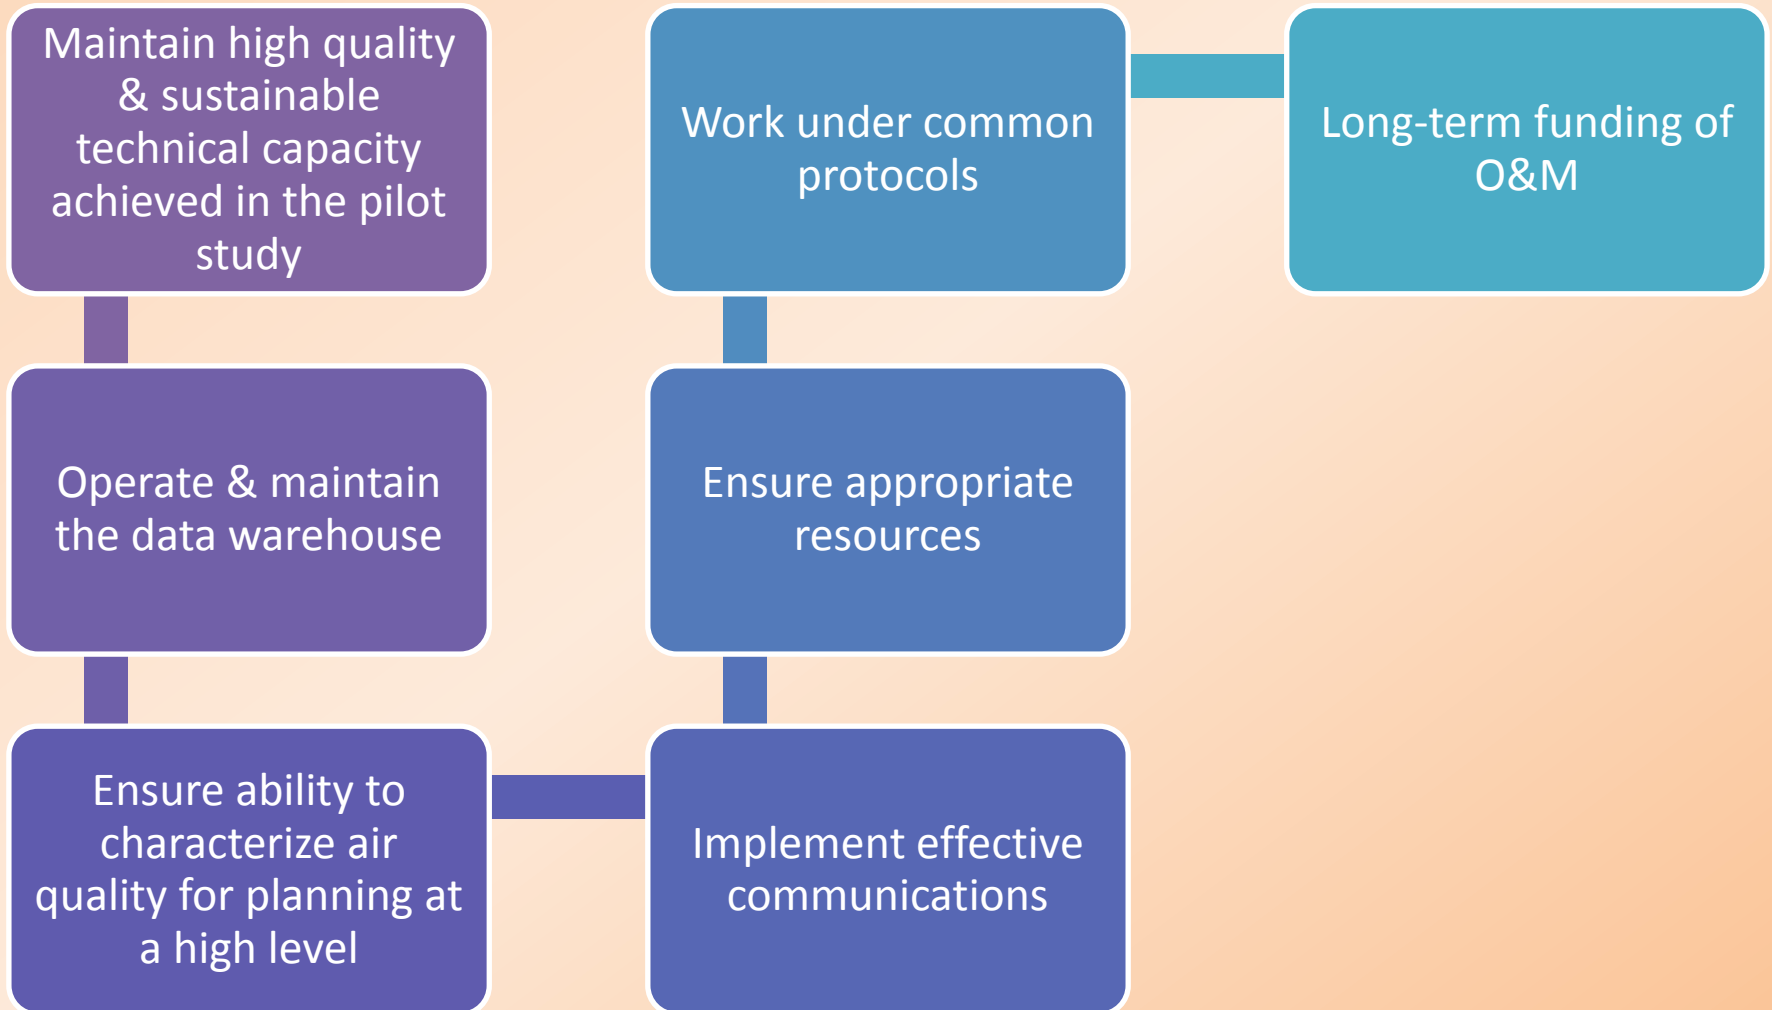 Maintain high quality
& sustainable
technical capacity
achieved in the pilot
study
Operate & maintain
the data warehouse
Ensure ability to
characterize air
quality for planning at
a high level
Implement effective
communications
Ensure appropriate
resources
Work under common
protocols
Long-term funding of
O&M